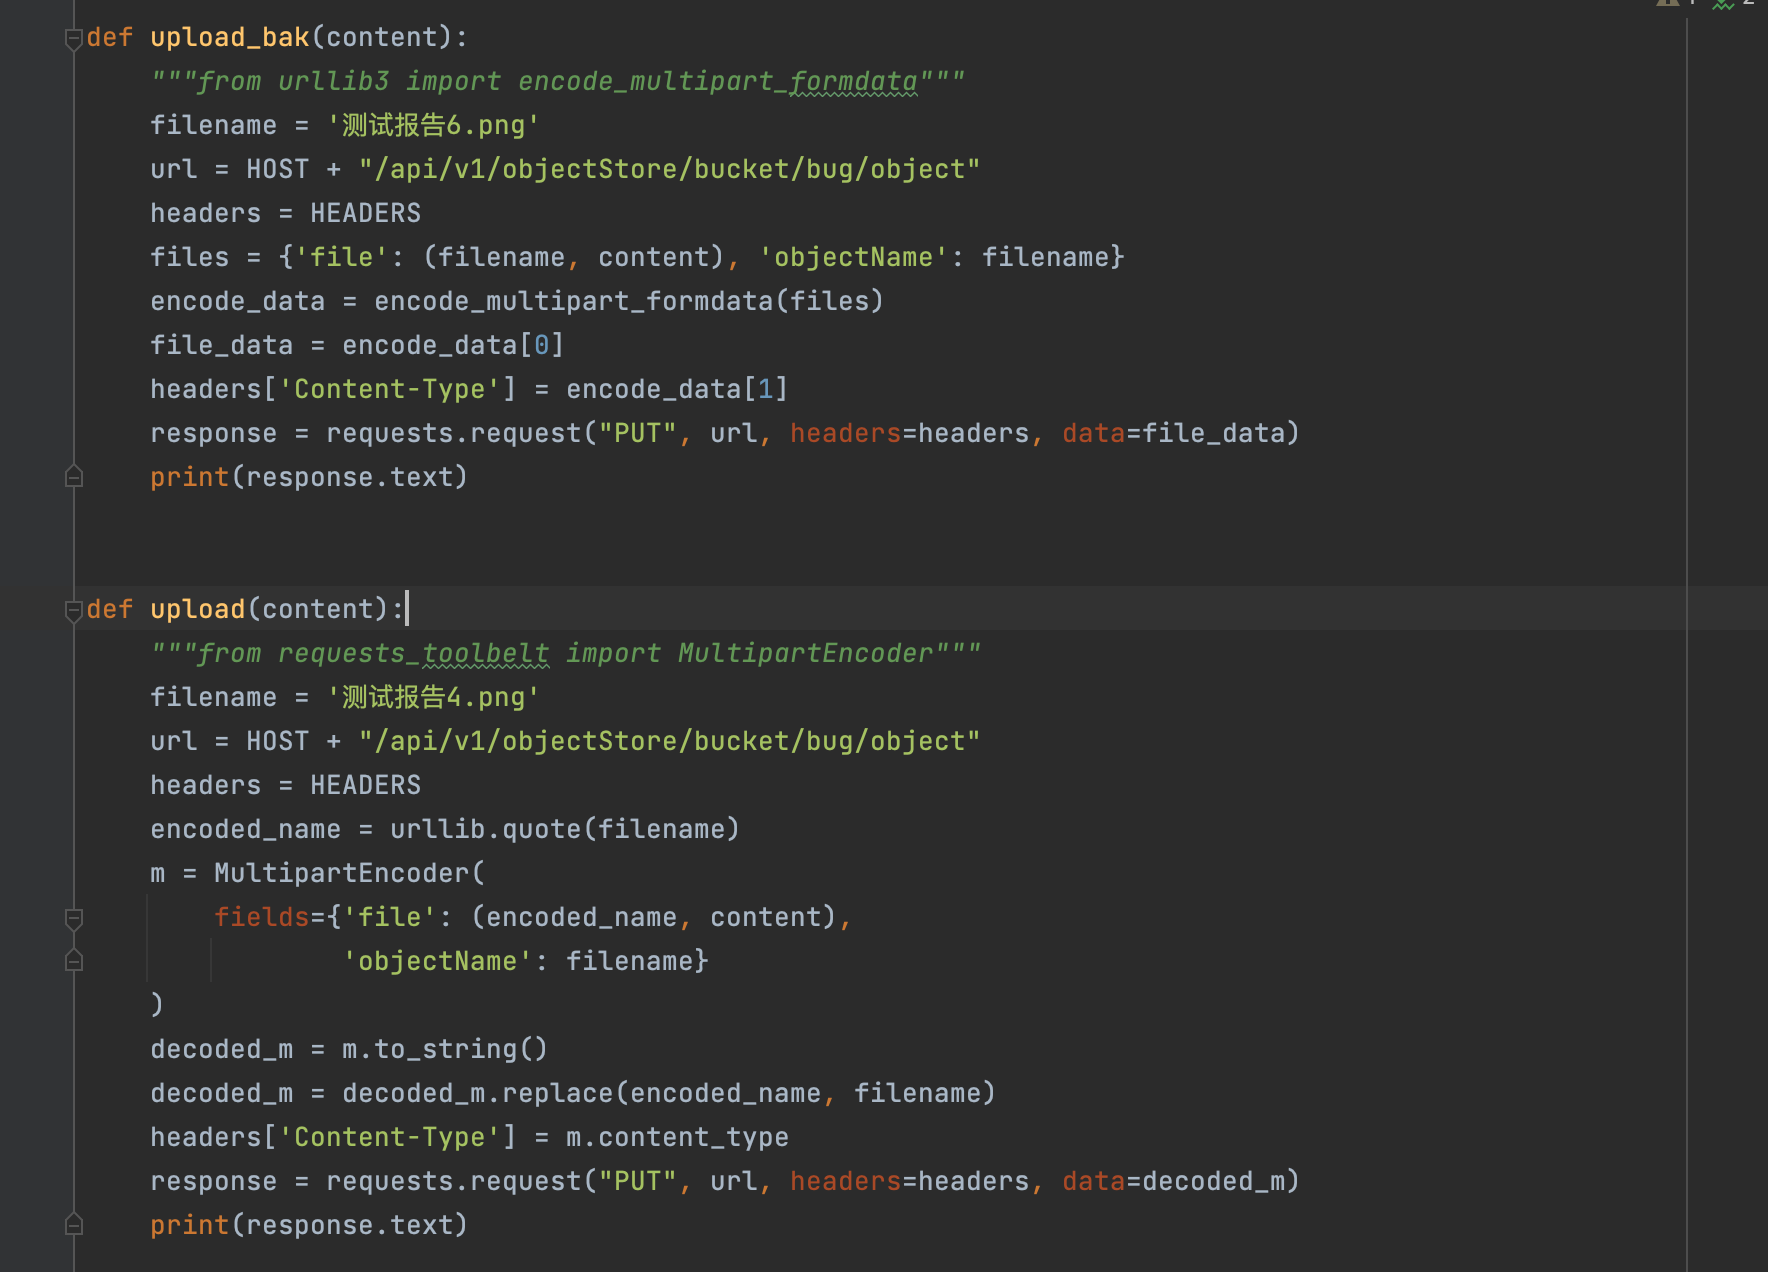 def upload_bak(content):
    """from urllib3 import encode_multipart_formdata"""
    filename = '测试报告6.png'
    url = HOST + "/api/v1/objectStore/bucket/bug/object"
    headers = HEADERS
    files = {'file': (filename, content), 'objectName': filename}
    encode_data = encode_multipart_formdata(files)
    file_data = encode_data[0]
    headers['Content-Type'] = encode_data[1]
    response = requests.request("PUT", url, headers=headers, data=file_data)
    print(response.text)
def upload(content):
    """from requests_toolbelt import MultipartEncoder"""
    filename = '测试报告4.png'
    url = HOST + "/api/v1/objectStore/bucket/bug/object"
    headers = HEADERS
    encoded_name = urllib.quote(filename)
    m = MultipartEncoder(
        fields={'file': (encoded_name, content),
                'objectName': filename}
    )
    decoded_m = m.to_string()
    decoded_m = decoded_m.replace(encoded_name, filename)
    headers['Content-Type'] = m.content_type
    response = requests.request("PUT", url, headers=headers, data=decoded_m)
    print(response.text)